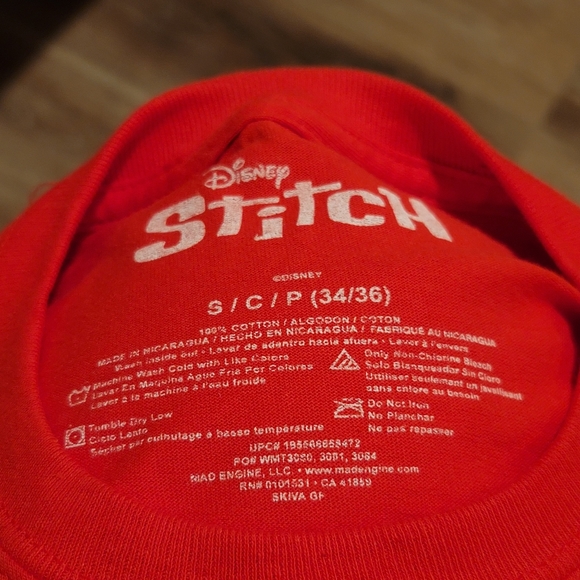 Disney
Stitch
©DISNEY
S / C / P (34/36)
100% COTTON / ALGODON / COTON
MADE IN NICARAGUA / HECHO EN NICARAGUA / FABRIQUE AU NICARAGUA
Wash inside out • Lavar de adentro hacia afuera • Laver à l'envers
Machine Wash Cold with Like Colors
Lavar En Maquina Agua Fria Por Colores
Laver à la machine à l'eau froide
Only Non-Chlorine Bleach
Solo Blanqueador Sin Cloro
Utiliser seulement un javellisant
sans chlore au besoin
Tumble Dry Low
Ciclo Lento
Sécher par culbutage à basse température
Do Not Iron
No Planchar
Ne pas repasser
UPC#
PO# WMT3080, 3081, 3084
MAD ENGINE, LLC. • www.madengine.com
RN# 0101531 • CA 41859
SKIVA GF